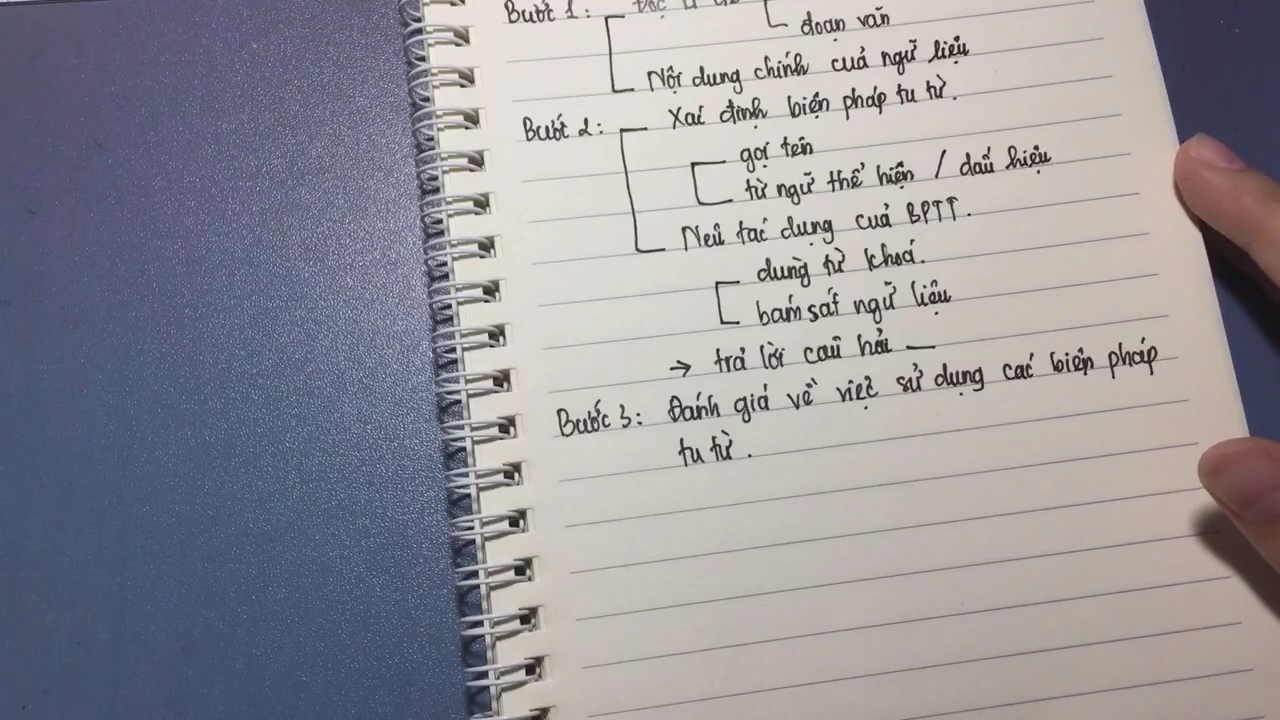 Bước 1:
đoạn văn
Nội dung chính của ngữ liệu
Bước 2: Xác định biện pháp tu từ.
gọi tên
từ ngữ thể hiện / dấu hiệu
Nêu tác dụng của BPTT.
dùng từ khoá.
bám sát ngữ liệu
→ trả lời câu hỏi —
Bước 3: Đánh giá về việc sử dụng các biện pháp
tu từ.